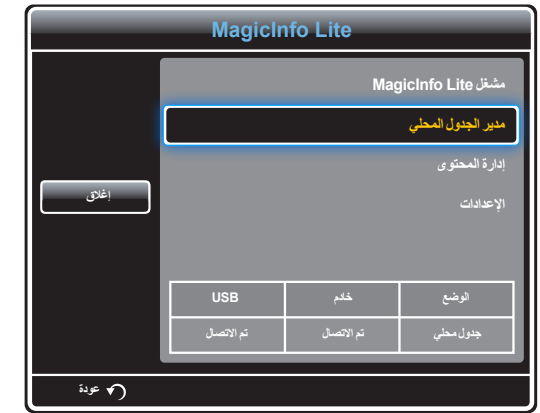 MagicInfo Lite
مشغل MagicInfo Lite
مدير الجدول المحلي
إدارة المحتوى
الإعدادات
إغلاق
الوضع خادم USB
جدول محلي تم الاتصال تم الاتصال
عودة